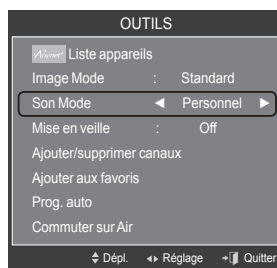 OUTILS
Anynet+ Liste appareils
Image Mode : Standard
Son Mode ◄ Personnel ►
Mise en veille : Off
Ajouter/supprimer canaux
Ajouter aux favoris
Prog. auto
Commuter sur Air
Dépl. Réglage Quitter